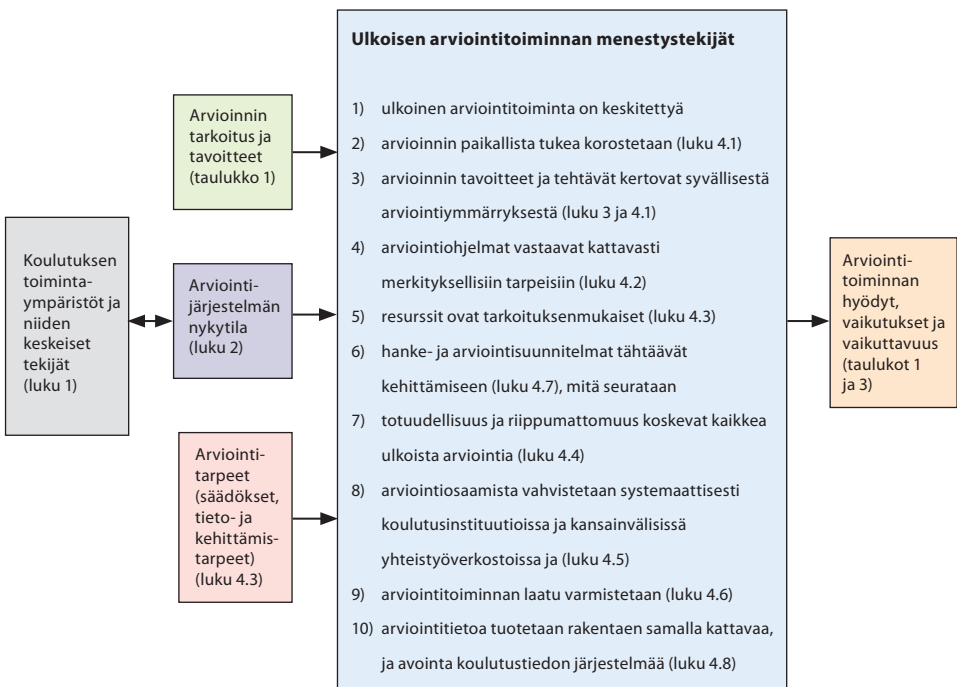 Koulutuksen
toiminta-
ympäristöt ja
niiden
keskeiset
tekijät
(luku 1)
Arvioinnin
tarkoitus ja
tavoitteet
(taulukko 1)
Arviointi-
järjestelmän
nykytila
(luku 2)
Arviointi-
tarpeet
(säädökset,
tieto- ja
kehittämis-
tarpeet)
(luku 4.3)
Ulkoisen arviointitoiminnan menestystekijät
1) ulkoinen arviointitoiminta on keskitettyä
2) arvioinnin paikallista tukea korostetaan (luku 4.1)
3) arvioinnin tavoitteet ja tehtävät kertovat syvällisestä
arviointiymmärryksestä (luku 3 ja 4.1)
4) arviointiohjelmat vastaavat kattavasti
merkityksellisiin tarpeisiin (luku 4.2)
5) resurssit ovat tarkoituksenmukaiset (luku 4.3)
6) hanke- ja arviointisuunnitelmat tähtäävät
kehittämiseen (luku 4.7), mitä seurataan
7) totuudellisuus ja riippumattomuus koskevat kaikkea
ulkoista arviointia (luku 4.4)
8) arviointiosaamista vahvistetaan systemaattisesti
koulutusinstituutioissa ja kansainvälisissä
yhteistyöverkostoissa ja (luku 4.5)
9) arviointitoiminnan laatu varmistetaan (luku 4.6)
10) arviointitietoa tuotetaan rakentaen samalla kattavaa,
ja avointa koulutustiedon järjestelmää (luku 4.8)
Arviointi-
toiminnan
hyödyt,
vaikutukset ja
vaikuttavuus
(taulukot 1
ja 3)